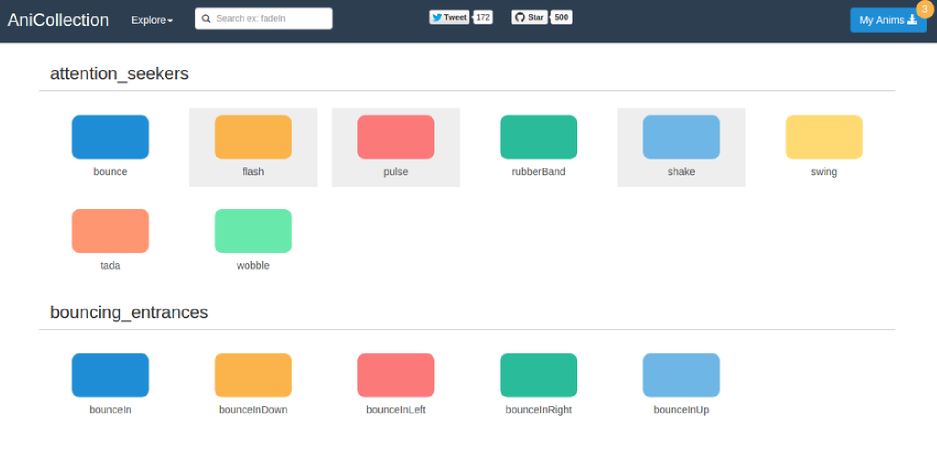 AniCollection Explore Search ex: fadeIn Tweet 172 Star 500 My Anims 3
attention_seekers
bounce flash pulse rubberBand shake swing
tada wobble
bouncing_entrances
bounceIn bounceInDown bounceInLeft bounceInRight bounceInUp